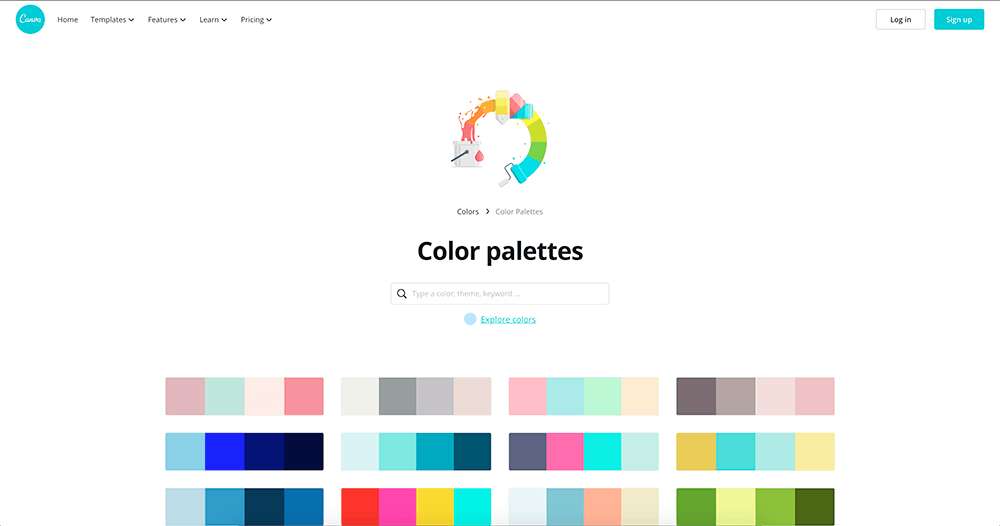 Canva Home Templates Features Learn Pricing Log in Sign up
Colors > Color Palettes
Color palettes
Type a color, theme, keyword ...
Explore colors